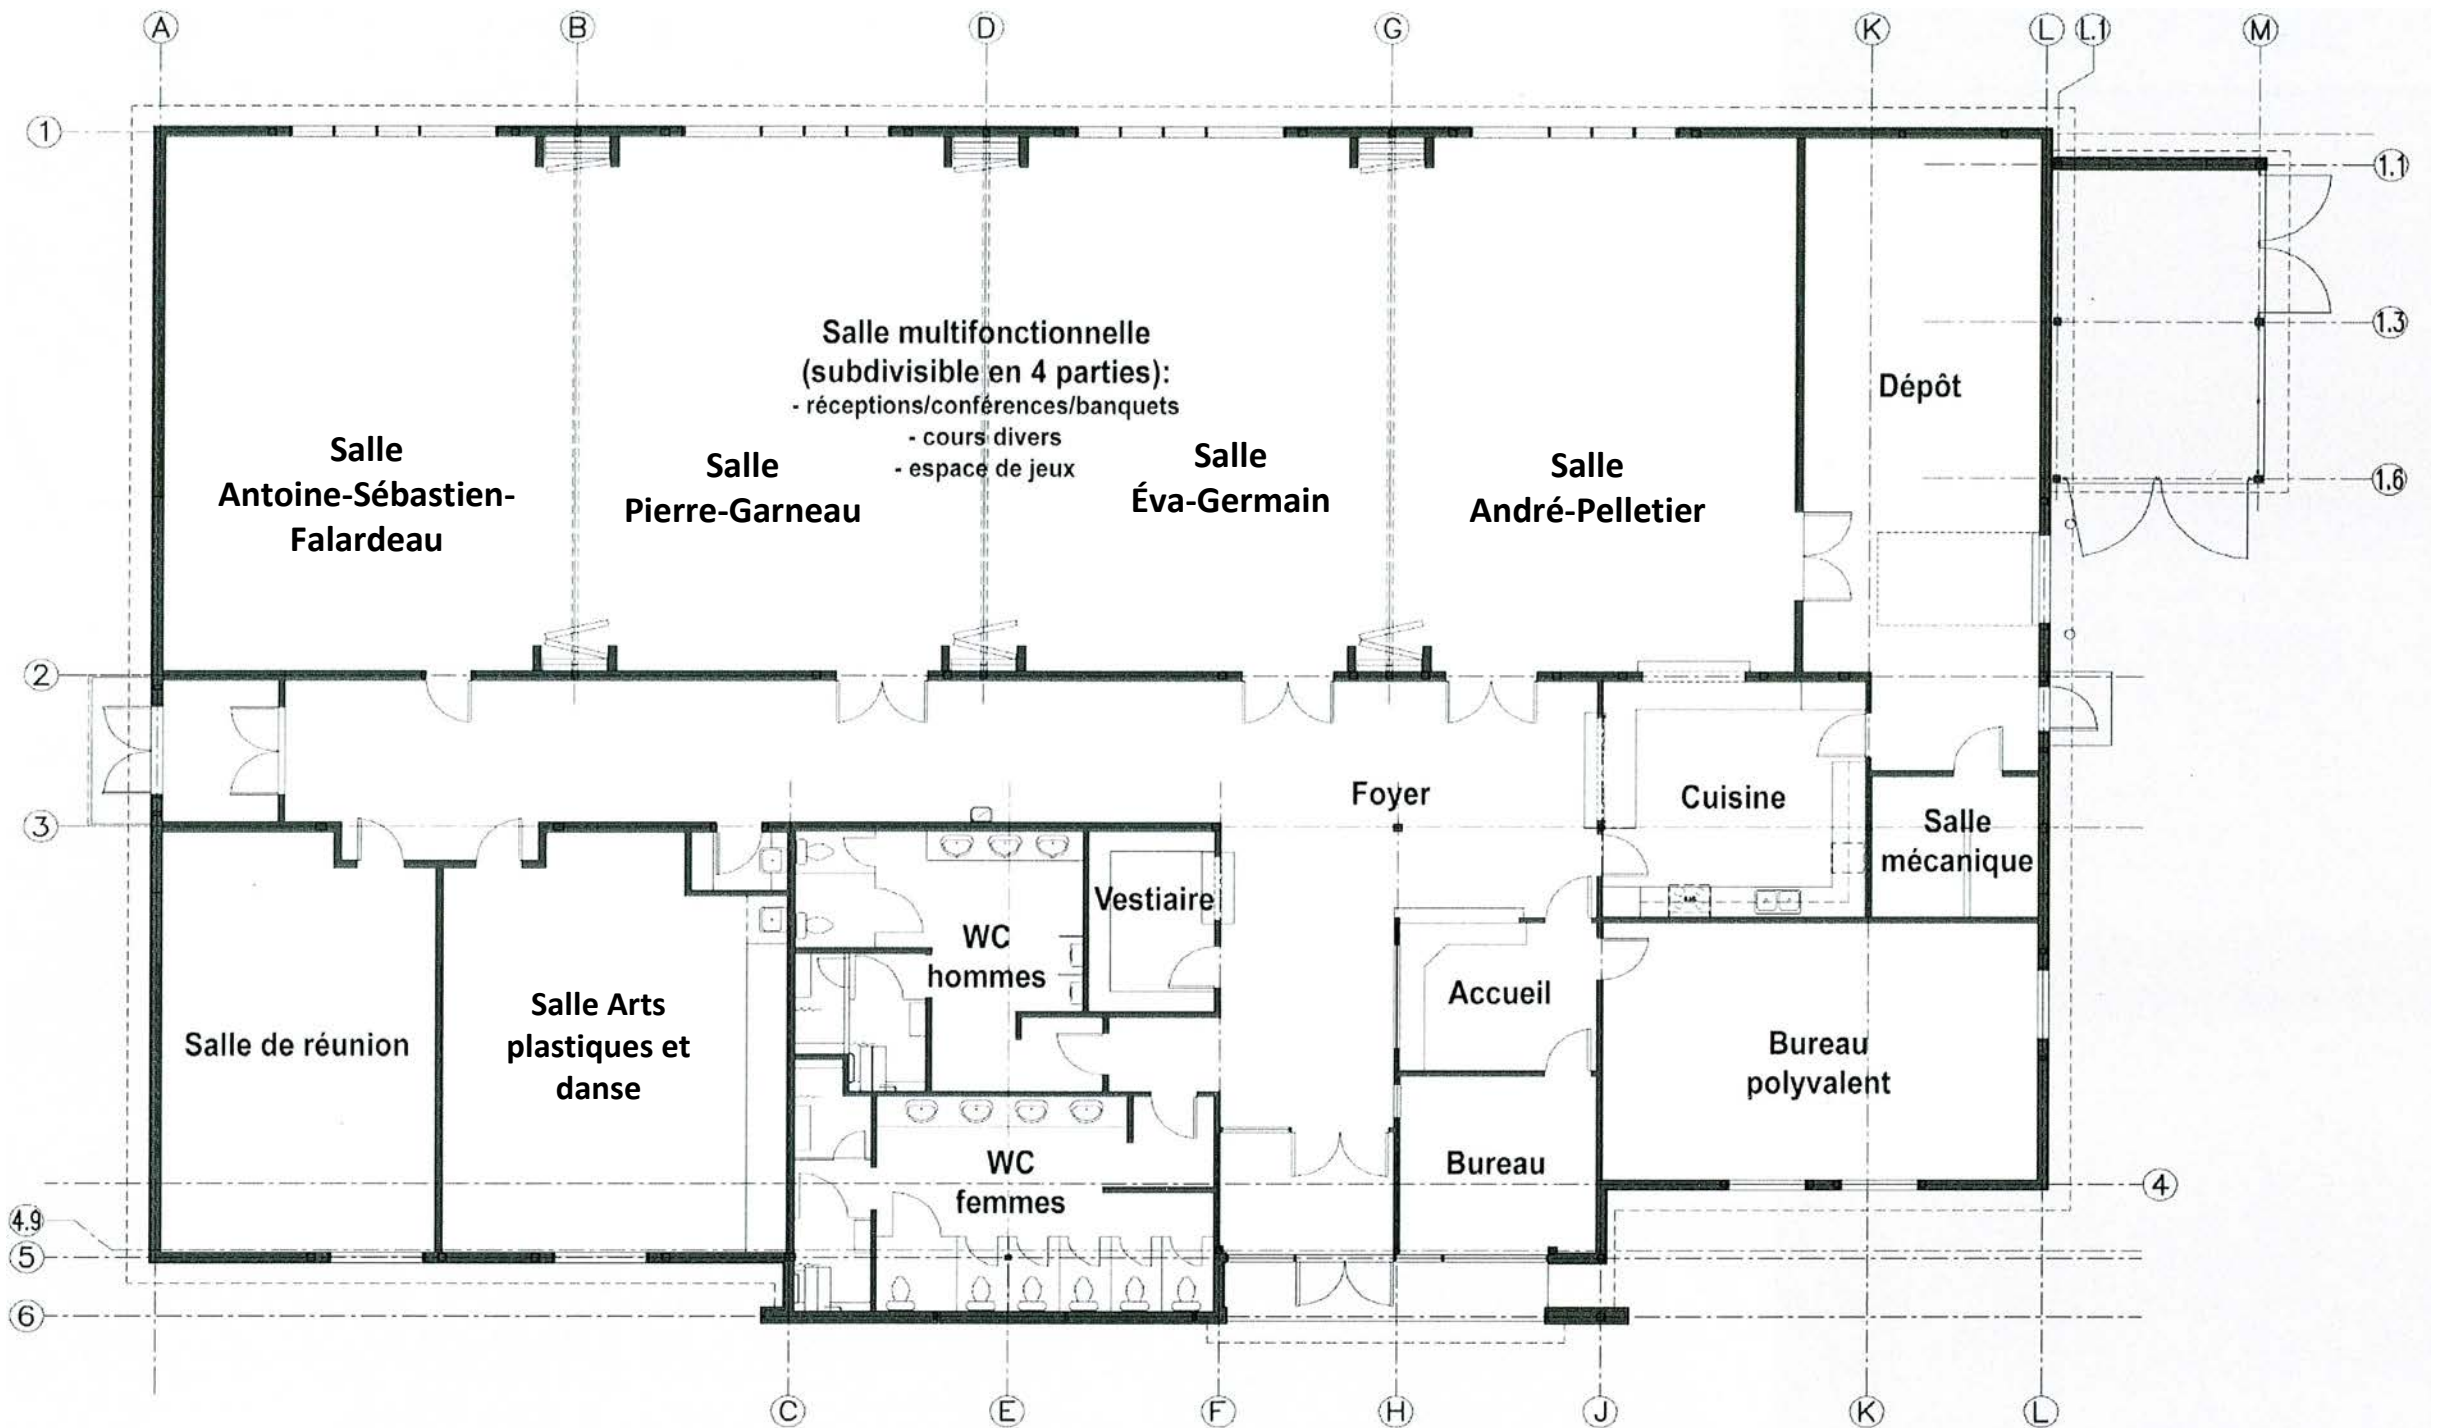 A
B
D
G
K
L
L.1
M
1
1.1
1.3
Salle multifonctionnelle
(subdivisible en 4 parties):
- réceptions/conférences/banquets
- cours divers
- espace de jeux
Dépôt
Salle
Antoine-Sébastien-
Falardeau
Salle
Pierre-Garneau
Salle
Éva-Germain
Salle
André-Pelletier
1.6
2
3
Foyer
Cuisine
Salle
mécanique
Vestiaire
WC
hommes
Accueil
Salle de réunion
Salle Arts
plastiques et
danse
Bureau
polyvalent
WC
femmes
Bureau
4
4.9
5
6
C
E
F
H
J
K
L